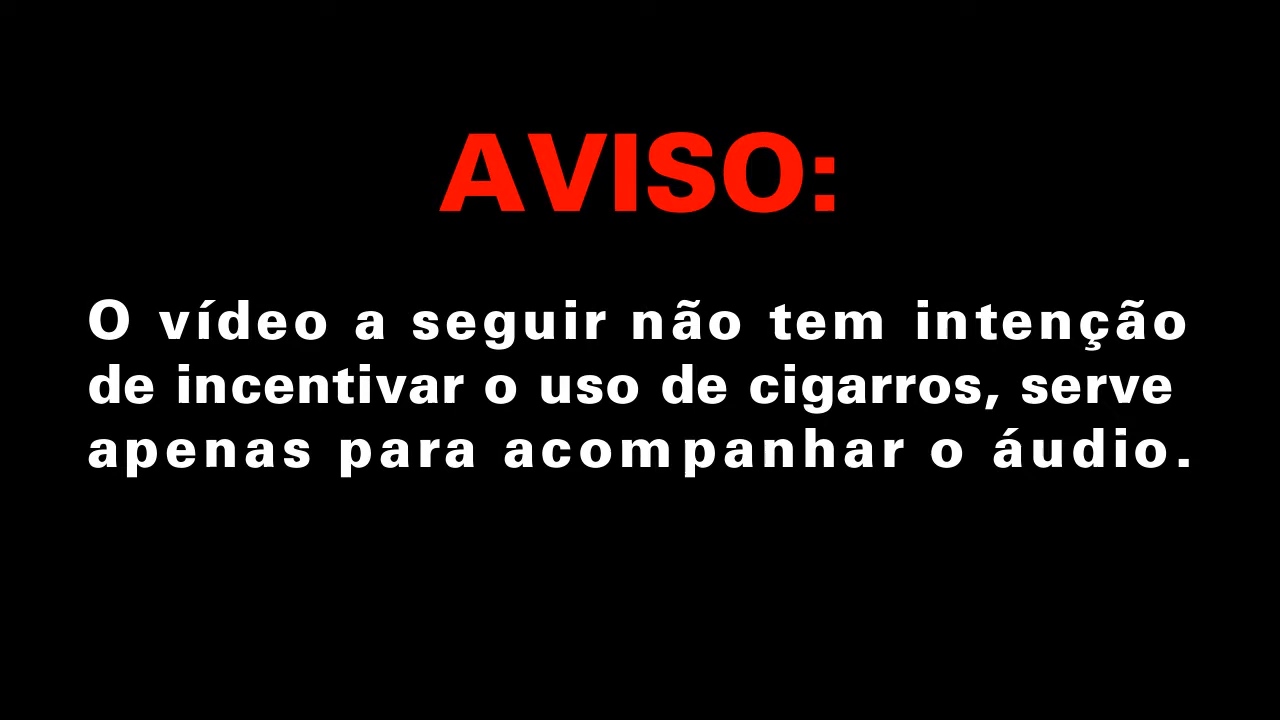 AVISO:
O vídeo a seguir não tem intenção
de incentivar o uso de cigarros, serve
apenas para acompanhar o áudio.